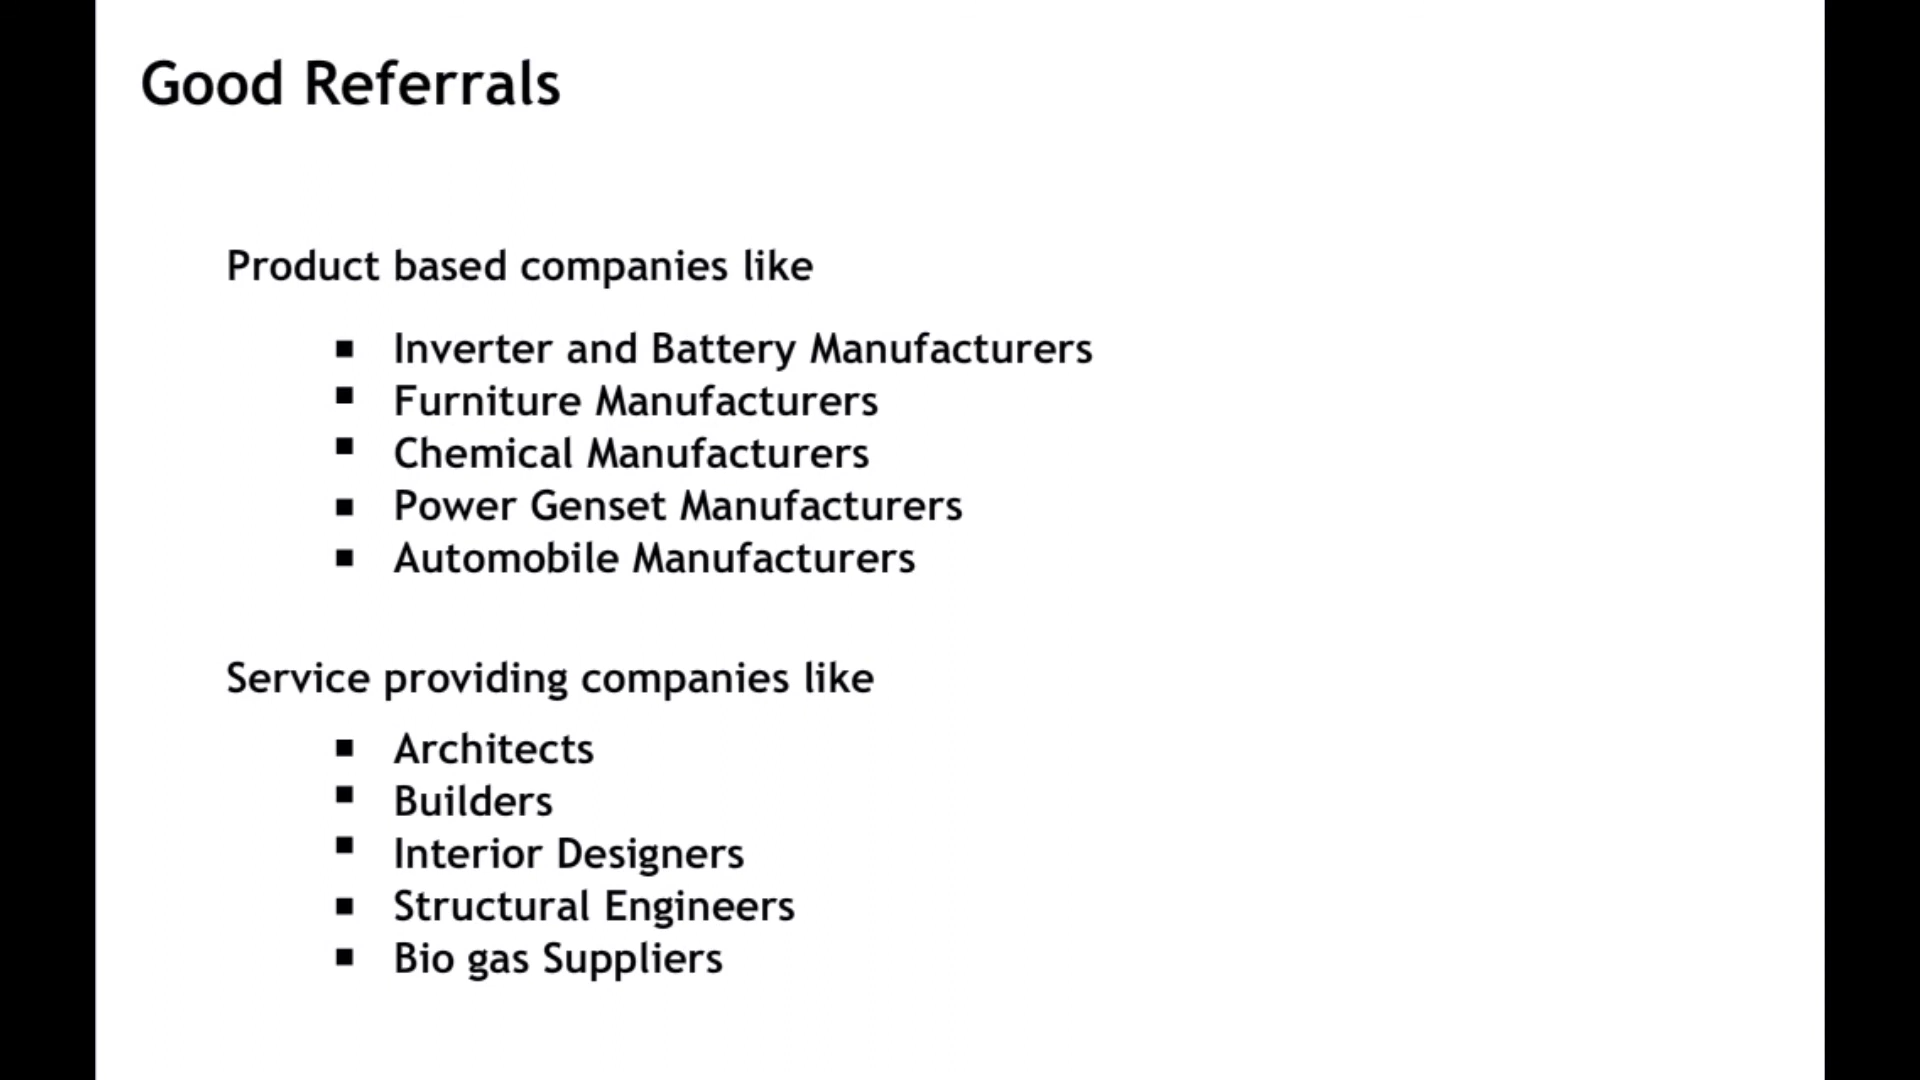 Good Referrals
Product based companies like
▪ Inverter and Battery Manufacturers
▪ Furniture Manufacturers
▪ Chemical Manufacturers
▪ Power Genset Manufacturers
▪ Automobile Manufacturers
Service providing companies like
▪ Architects
▪ Builders
▪ Interior Designers
▪ Structural Engineers
▪ Bio gas Suppliers